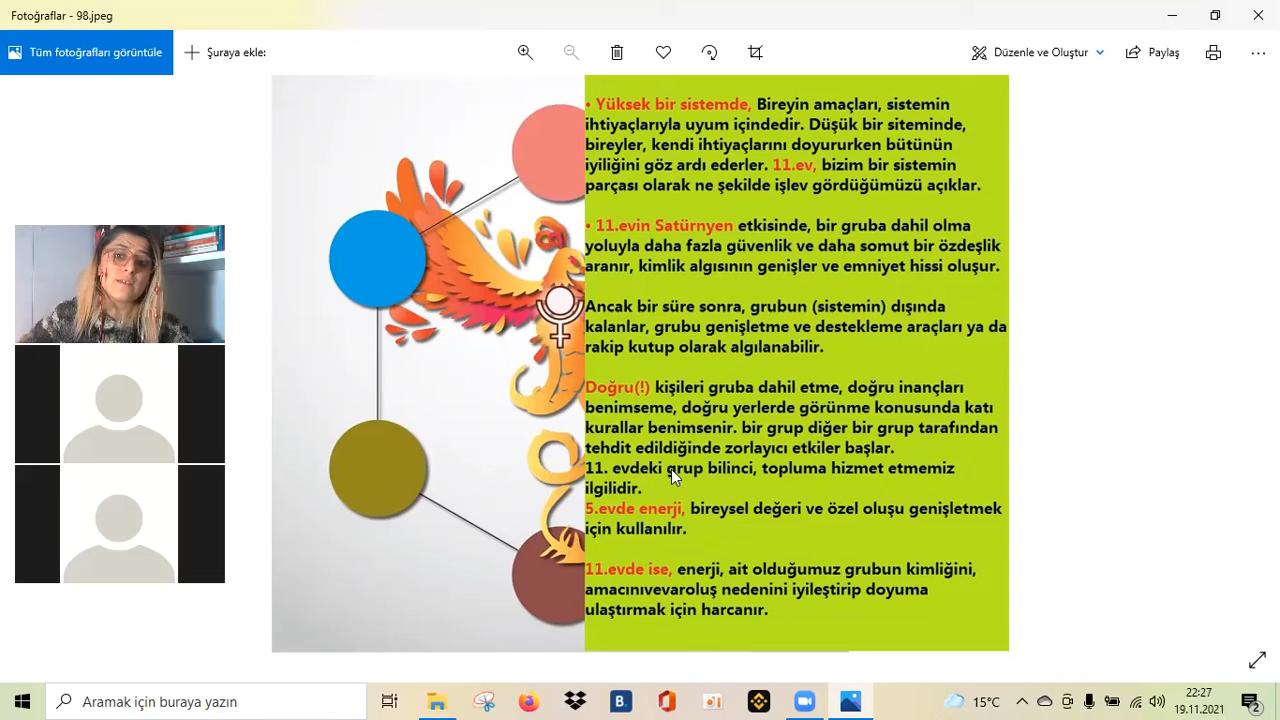 Fotoğraflar - 98.jpeg
Tüm fotoğrafları görüntüle
Şuraya ekle:
Düzenle ve Oluştur
Paylaş
• Yüksek bir sistemde, Bireyin amaçları, sistemin
ihtiyaçlarıyla uyum içindedir. Düşük bir siteminde,
bireyler, kendi ihtiyaçlarını doyururken bütünün
iyiliğini göz ardı ederler. 11.ev, bizim bir sistemin
parçası olarak ne şekilde işlev gördüğümüzü açıklar.
• 11.evin Satürnyen etkisinde, bir gruba dahil olma
yoluyla daha fazla güvenlik ve daha somut bir özdeşlik
aranır, kimlik algısının genişler ve emniyet hissi oluşur.
Ancak bir süre sonra, grubun (sistemin) dışında
kalanlar, grubu genişletme ve destekleme araçları ya da
rakip kutup olarak algılanabilir.
Doğru(!) kişileri gruba dahil etme, doğru inançları
benimseme, doğru yerlerde görünme konusunda katı
kurallar benimsenir. bir grup diğer bir grup tarafından
tehdit edildiğinde zorlayıcı etkiler başlar.
11. evdeki grup bilinci, topluma hizmet etmemiz
ilgilidir.
5.evde enerji, bireysel değeri ve özel oluşu genişletmek
için kullanılır.
11.evde ise, enerji, ait olduğumuz grubun kimliğini,
amacınıvevaroluş nedenini iyileştirip doyuma
ulaştırmak için harcanır.
Aramak için buraya yazın
B
15°C
22:27
19.11.2021
2